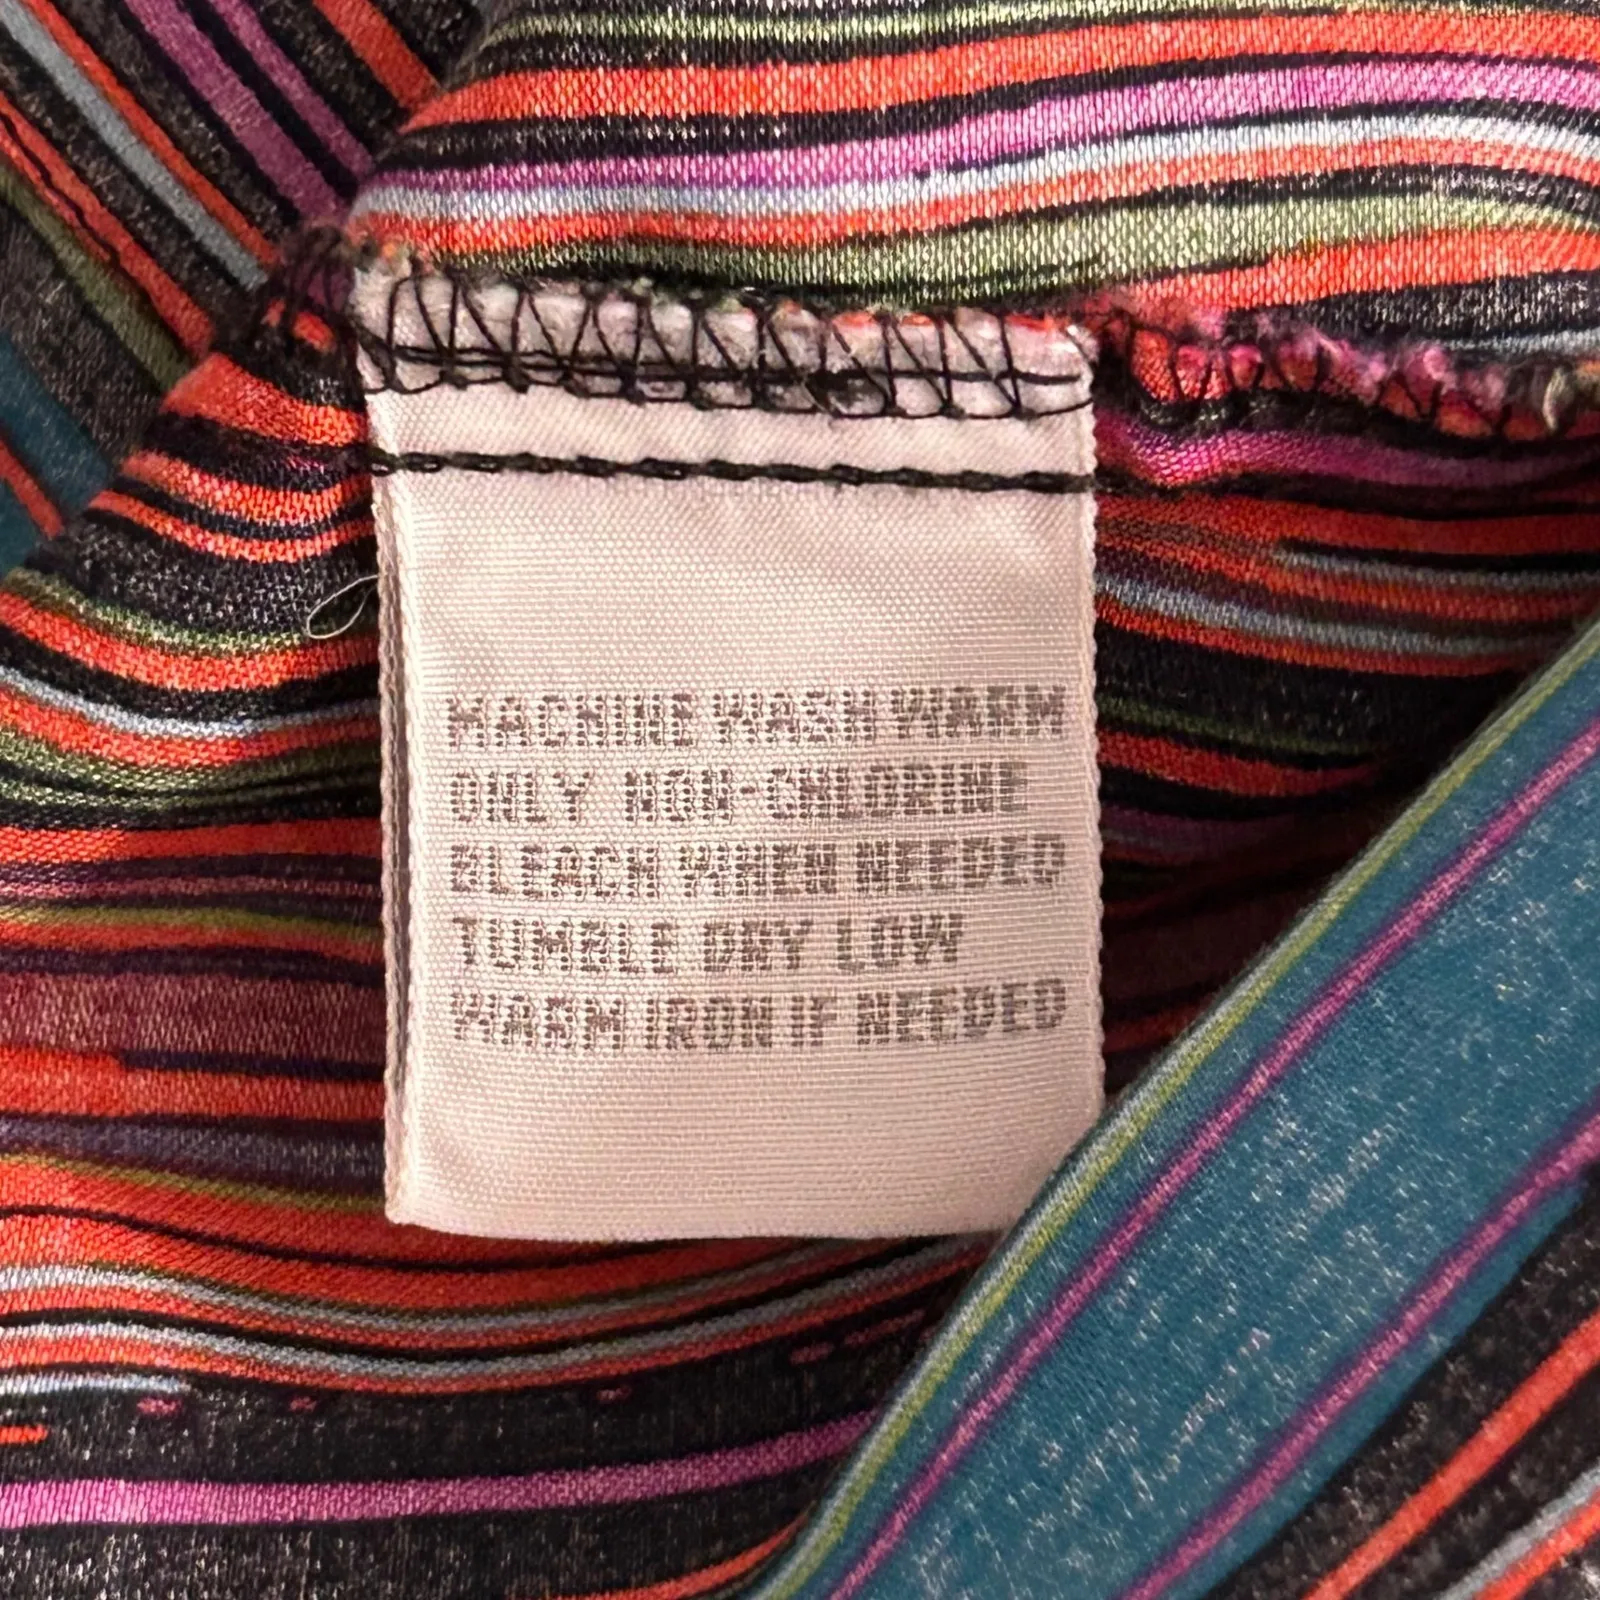 MACHINE WASH WARM
ONLY NON-CHLORINE
BLEACH WHEN NEEDED
TUMBLE DRY LOW
WARM IRON IF NEEDED